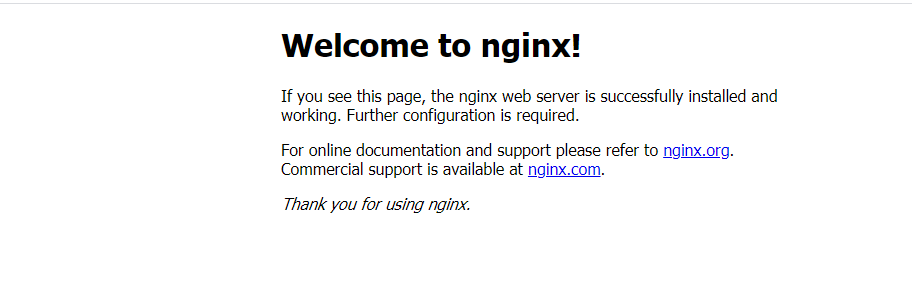 Welcome to nginx!
If you see this page, the nginx web server is successfully installed and
working. Further configuration is required.
For online documentation and support please refer to nginx.org.
Commercial support is available at nginx.com.
Thank you for using nginx.